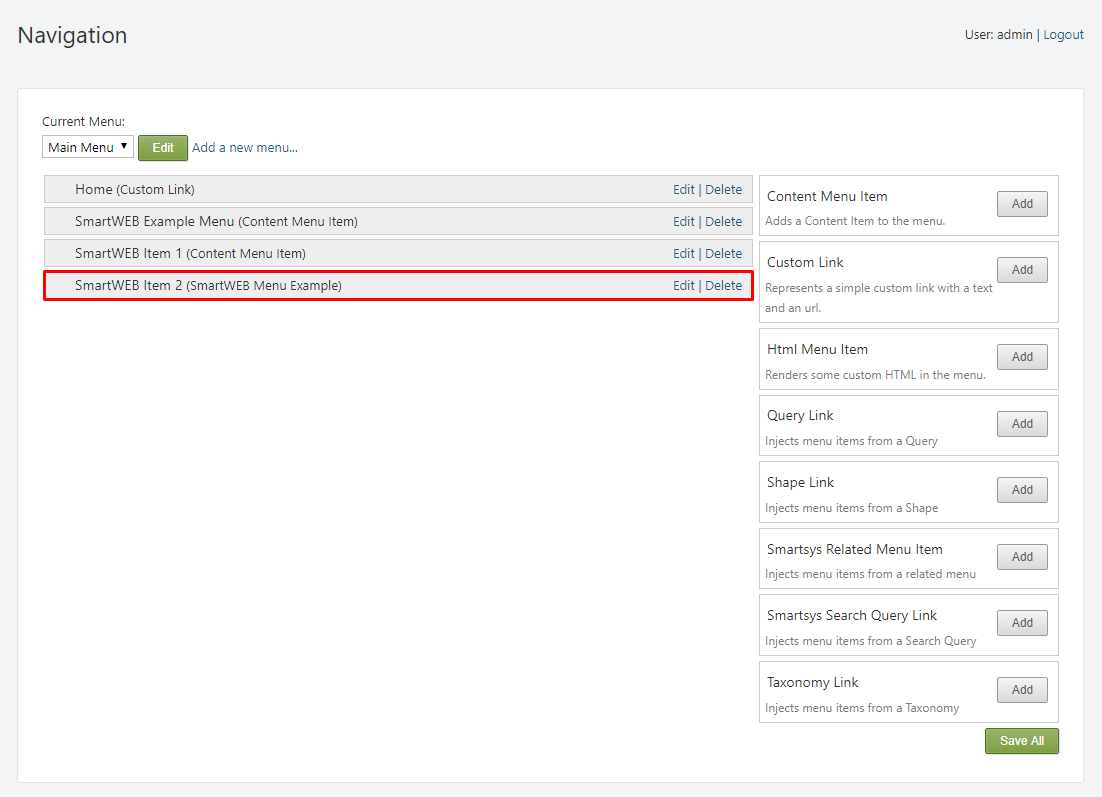 Navigation
User: admin | Logout
Current Menu:
Main Menu
Edit
Add a new menu...
Home (Custom Link)
Edit | Delete
SmartWEB Example Menu (Content Menu Item)
Edit | Delete
SmartWEB Item 1 (Content Menu Item)
Edit | Delete
SmartWEB Item 2 (SmartWEB Menu Example)
Edit | Delete
Content Menu Item
Adds a Content Item to the menu.
Add
Custom Link
Represents a simple custom link with a text
and an url.
Add
Html Menu Item
Renders some custom HTML in the menu.
Add
Query Link
Injects menu items from a Query
Add
Shape Link
Injects menu items from a Shape
Add
Smartsys Related Menu Item
Injects menu items from a related menu
Add
Smartsys Search Query Link
Injects menu items from a Search Query
Add
Taxonomy Link
Injects menu items from a Taxonomy
Add
Save All